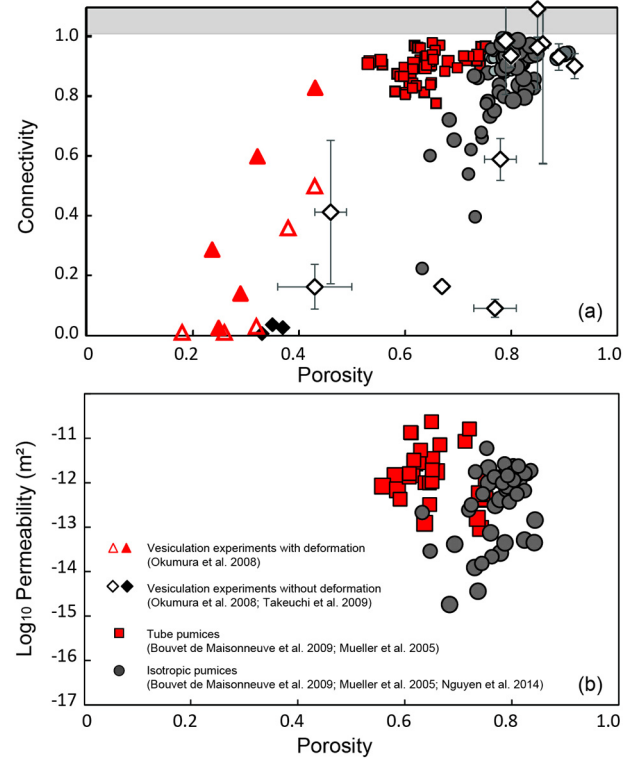 1.0
0.8
0.6
0.4
0.2
0.0
Connectivity
(a)
0 0.2 0.4 0.6 0.8 1.0
Porosity
-11
-12
-13
-14
-15
-16
-17
Log₁₀ Permeability (m²)
Vesiculation experiments with deformation
(Okumura et al. 2008)
Vesiculation experiments without deformation
(Okumura et al. 2008; Takeuchi et al. 2009)
Tube pumices
(Bouvet de Maisonneuve et al. 2009; Mueller et al. 2005)
Isotropic pumices
(Bouvet de Maisonneuve et al. 2009; Mueller et al. 2005; Nguyen et al. 2014)
(b)
0 0.2 0.4 0.6 0.8 1.0
Porosity